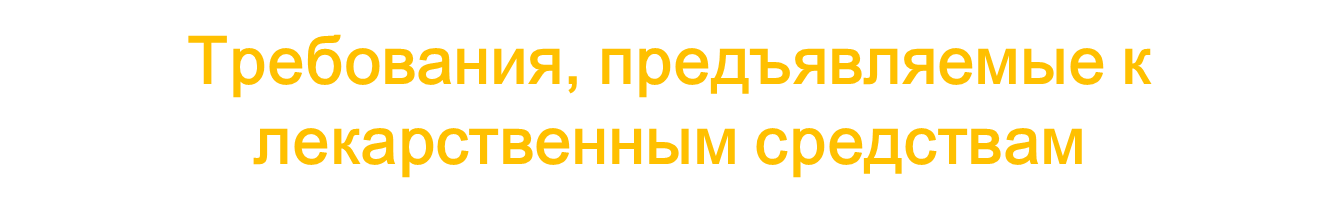 Требования, предъявляемые к
лекарственным средствам